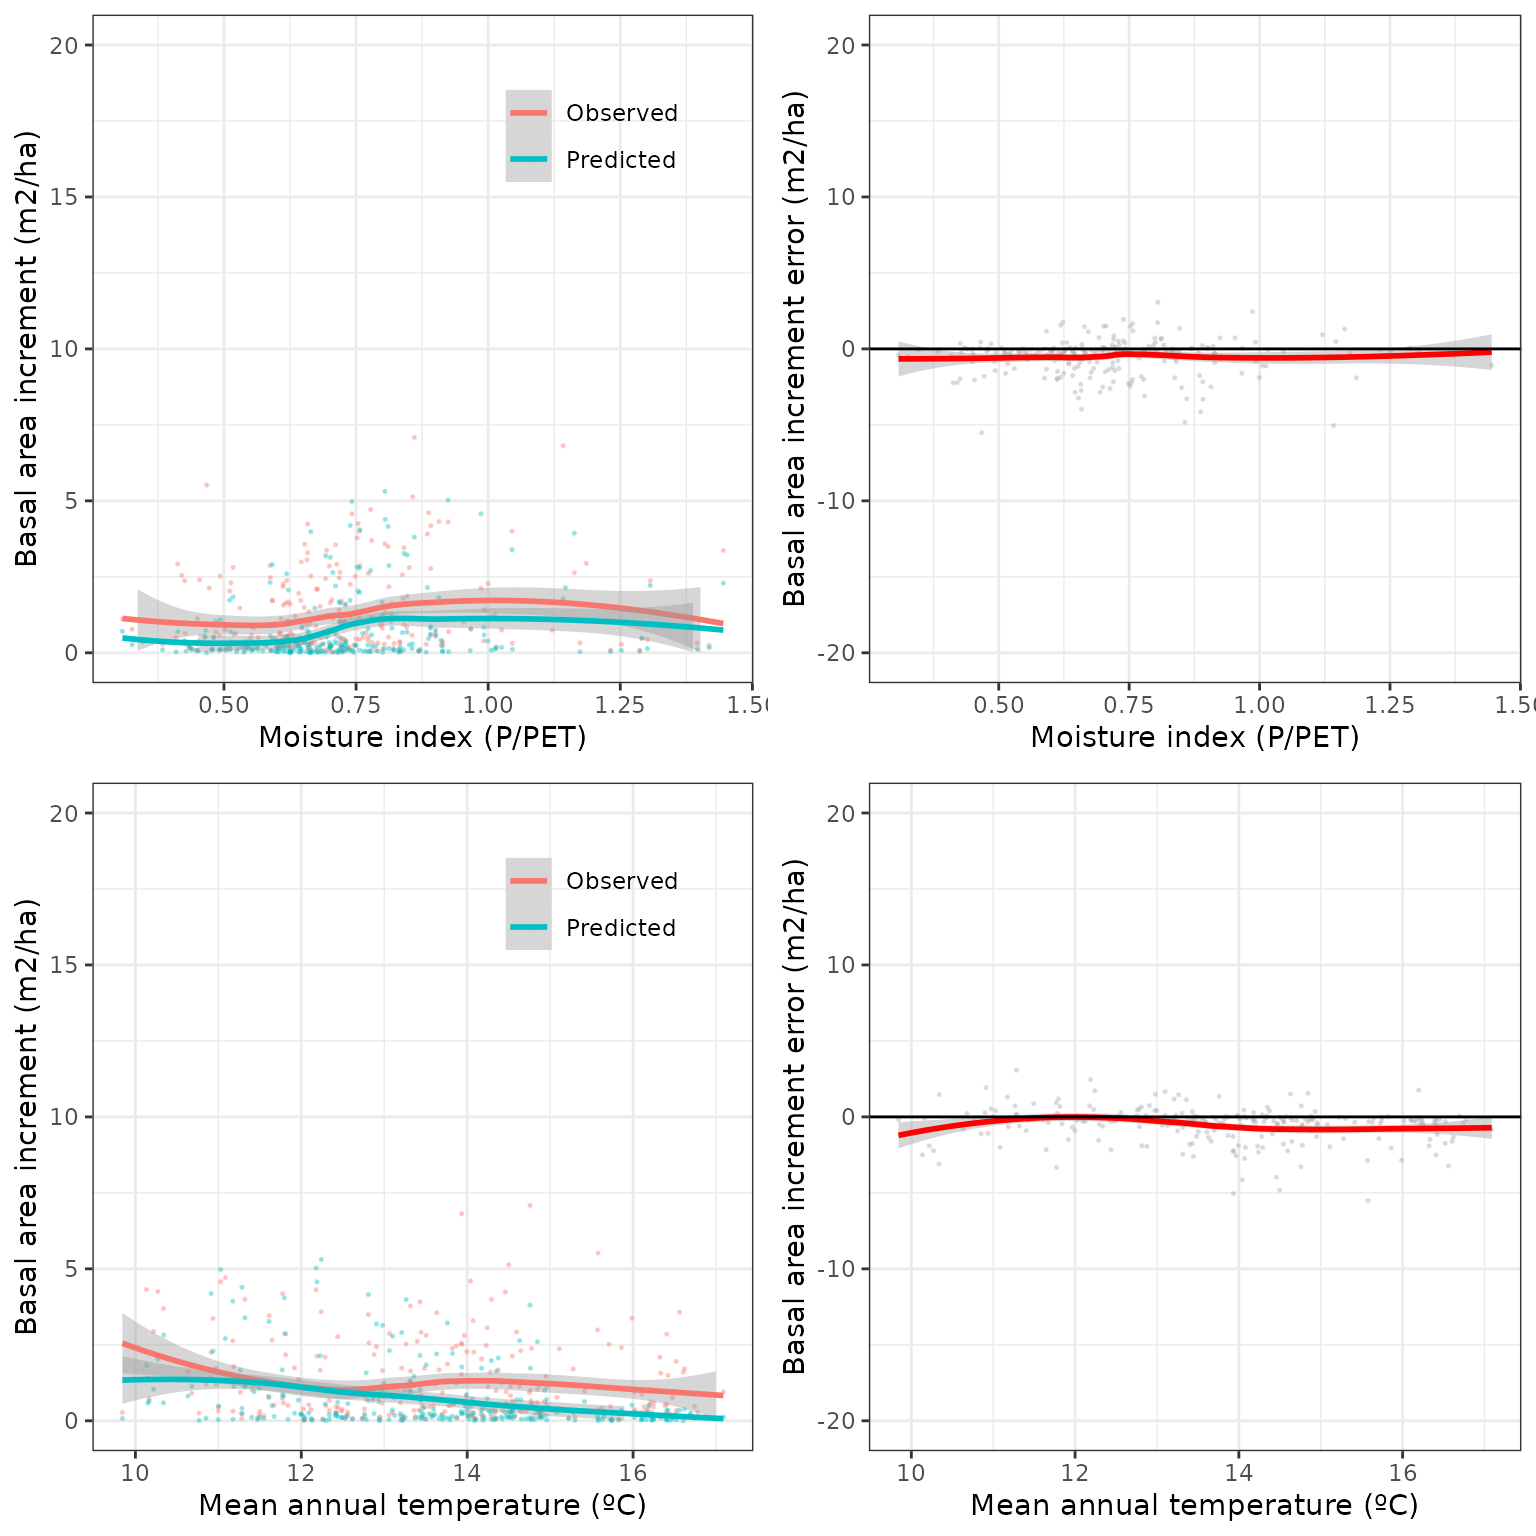 Basal area increment (m2/ha)
20
15
10
5
0
Observed
Predicted
0.50 0.75 1.00 1.25 1.50
Moisture index (P/PET)
Basal area increment error (m2/ha)
20
10
0
-10
-20
0.50 0.75 1.00 1.25 1.50
Moisture index (P/PET)
Basal area increment (m2/ha)
20
15
10
5
0
Observed
Predicted
10 12 14 16
Mean annual temperature (ºC)
Basal area increment error (m2/ha)
20
10
0
-10
-20
10 12 14 16
Mean annual temperature (ºC)